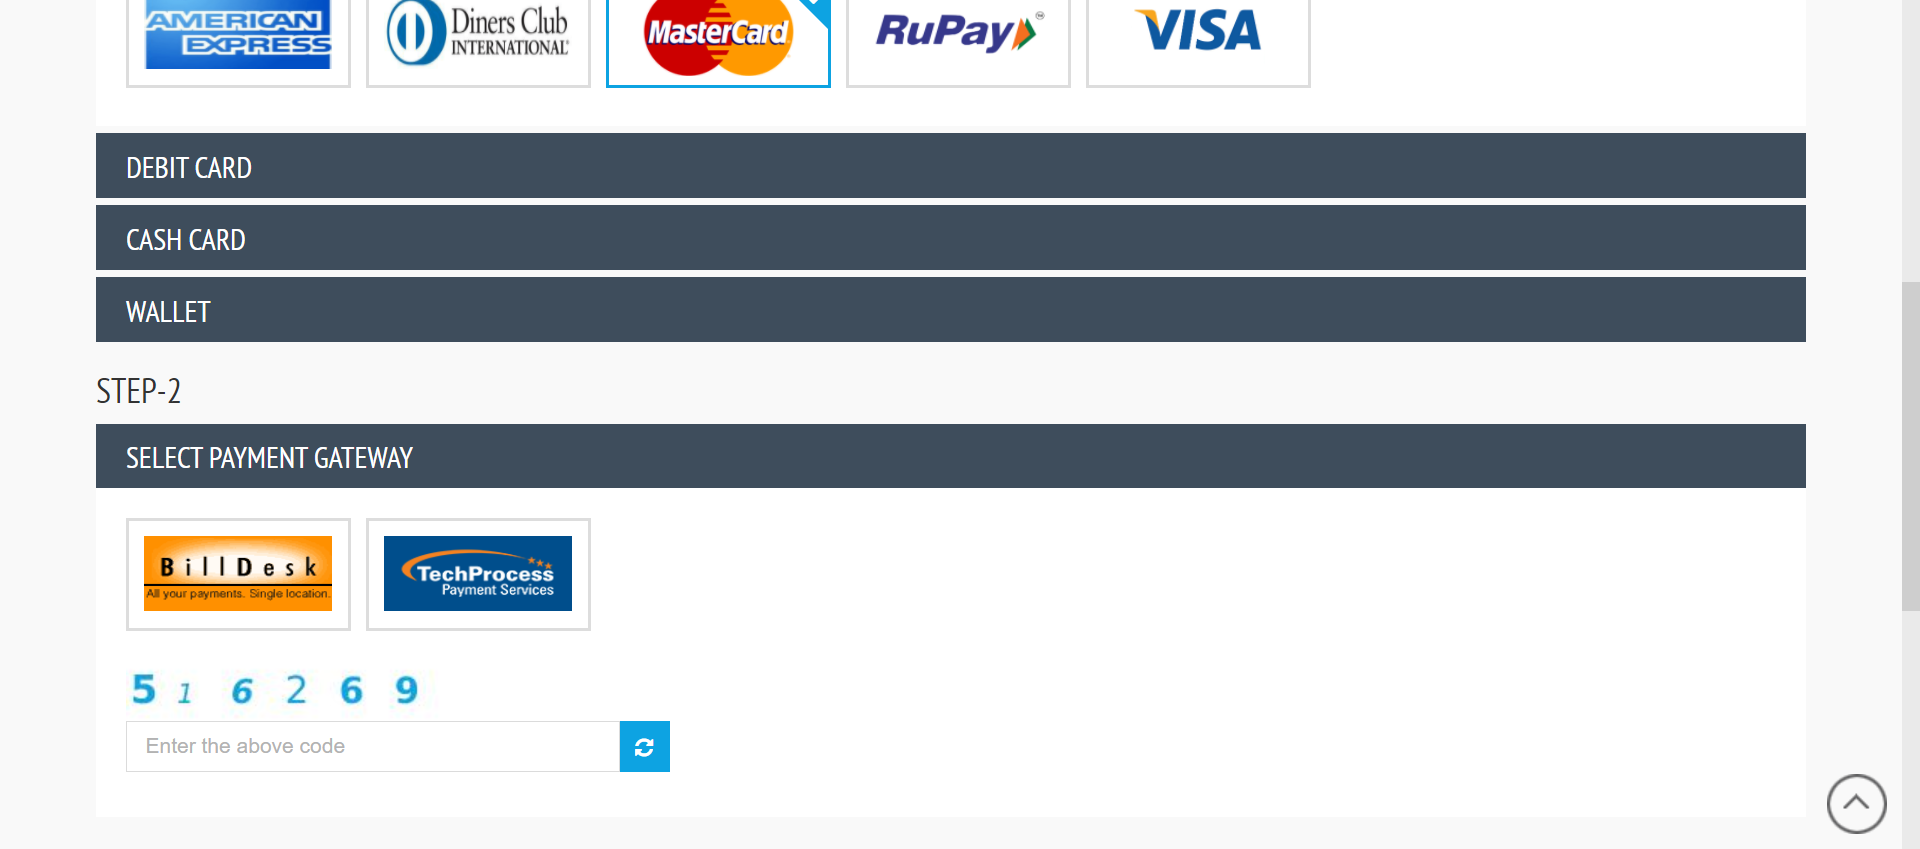 AMERICAN
EXPRESS
Diners Club
INTERNATIONAL®
MasterCard
RuPay™
VISA
DEBIT CARD
CASH CARD
WALLET
STEP-2
SELECT PAYMENT GATEWAY
BillDesk
All your payments. Single location.
TechProcess
Payment Services
5 1 6 2 6 9
Enter the above code